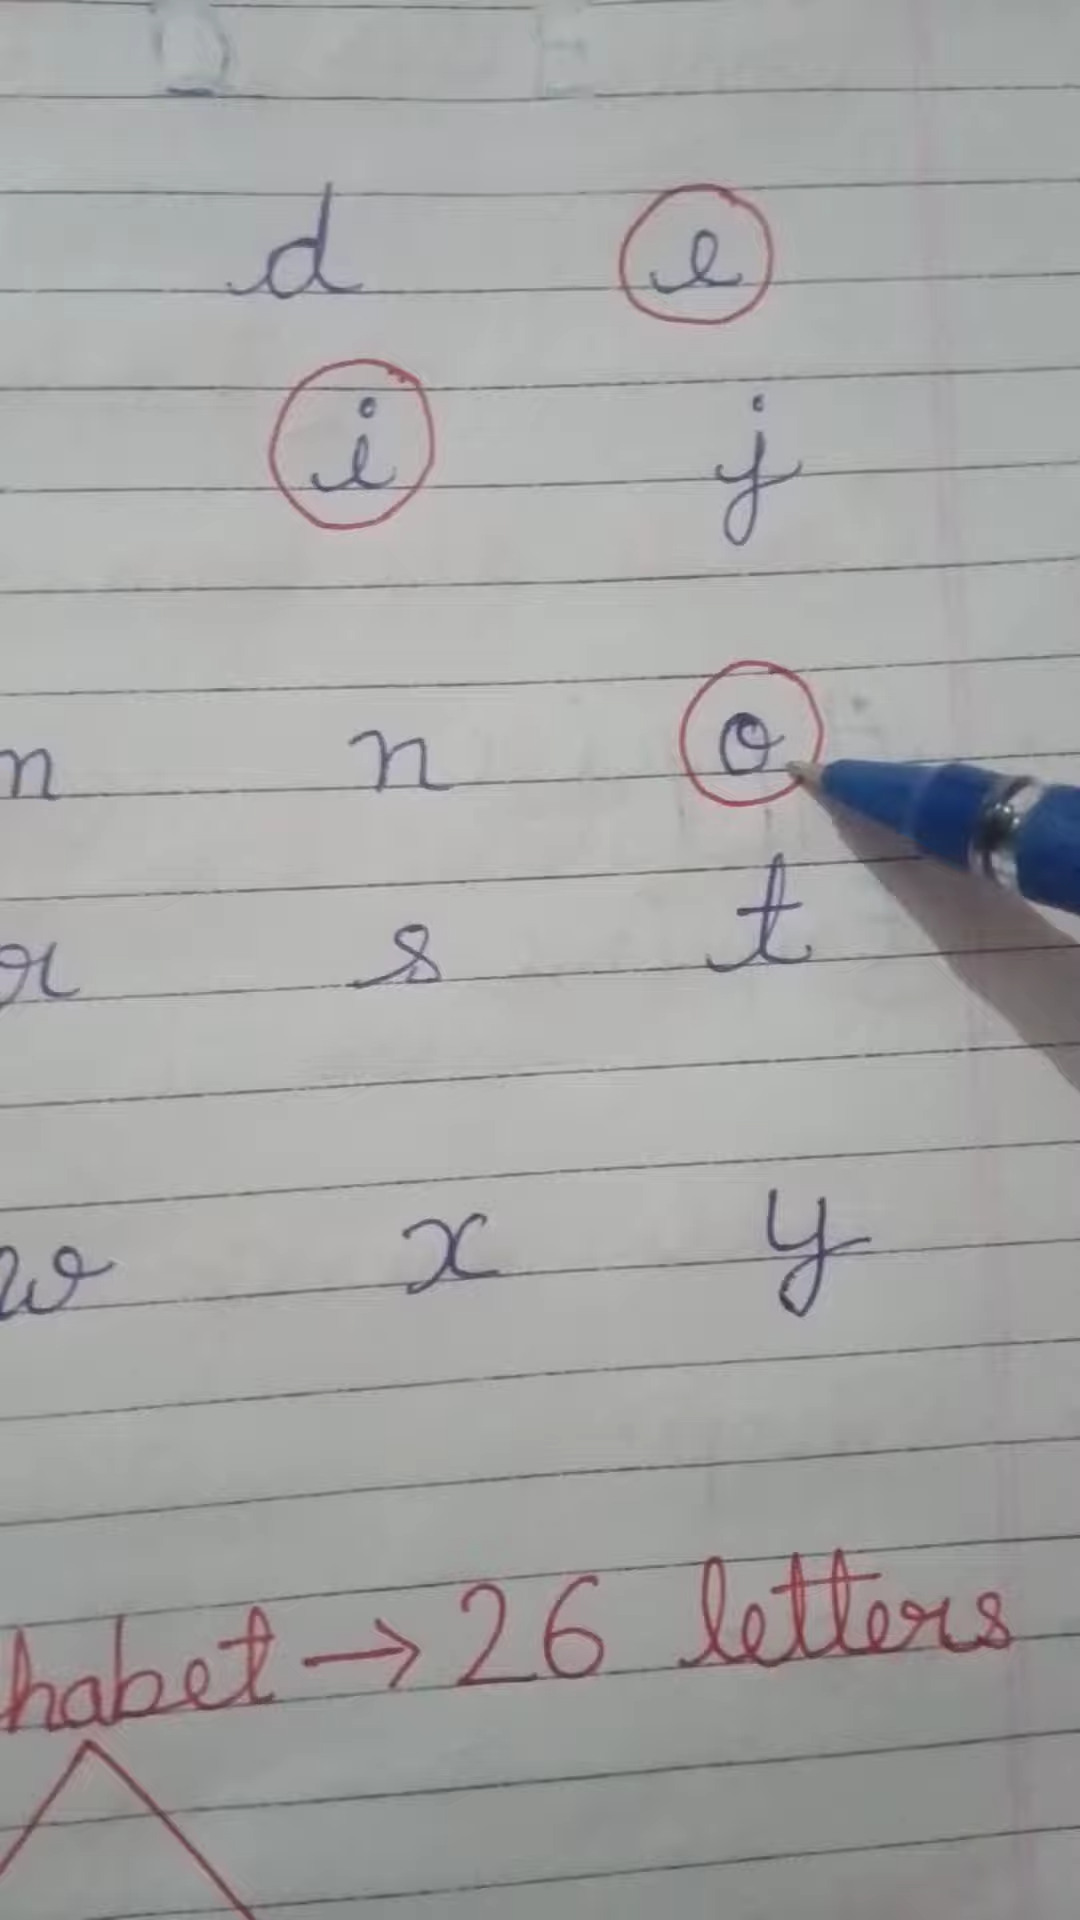 d e
i j
n o
r s t
w x y
habet → 26 letters